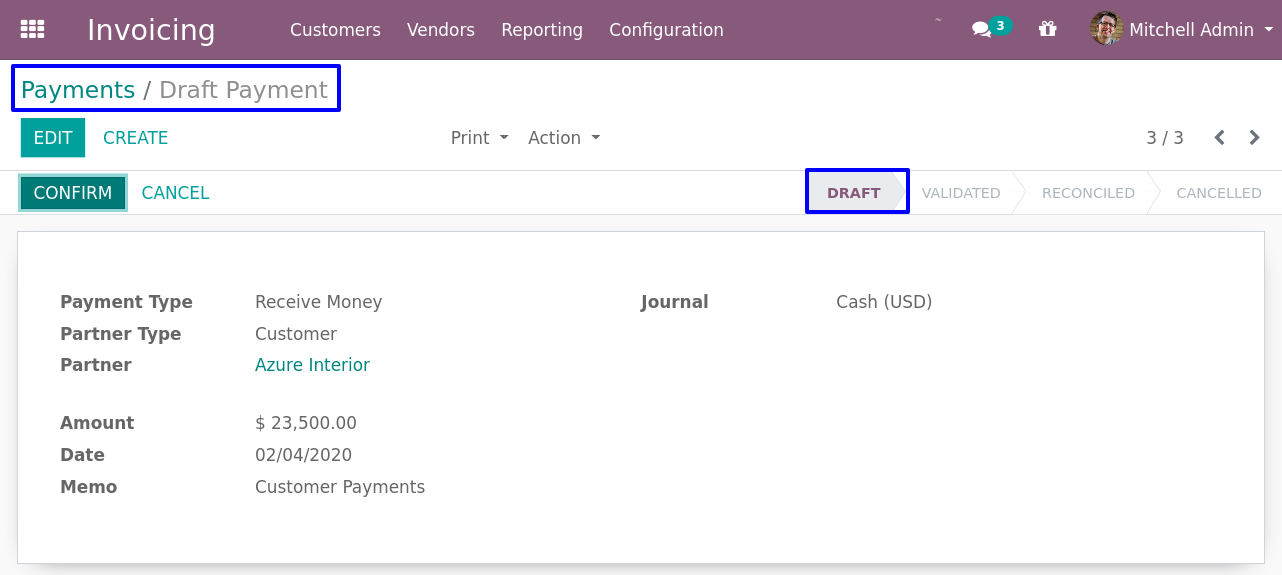 Invoicing Customers Vendors Reporting Configuration 3 Mitchell Admin
Payments / Draft Payment
EDIT CREATE Print Action 3 / 3
CONFIRM CANCEL DRAFT VALIDATED RECONCILED CANCELLED
Payment Type Receive Money Journal Cash (USD)
Partner Type Customer
Partner Azure Interior
Amount $ 23,500.00
Date 02/04/2020
Memo Customer Payments